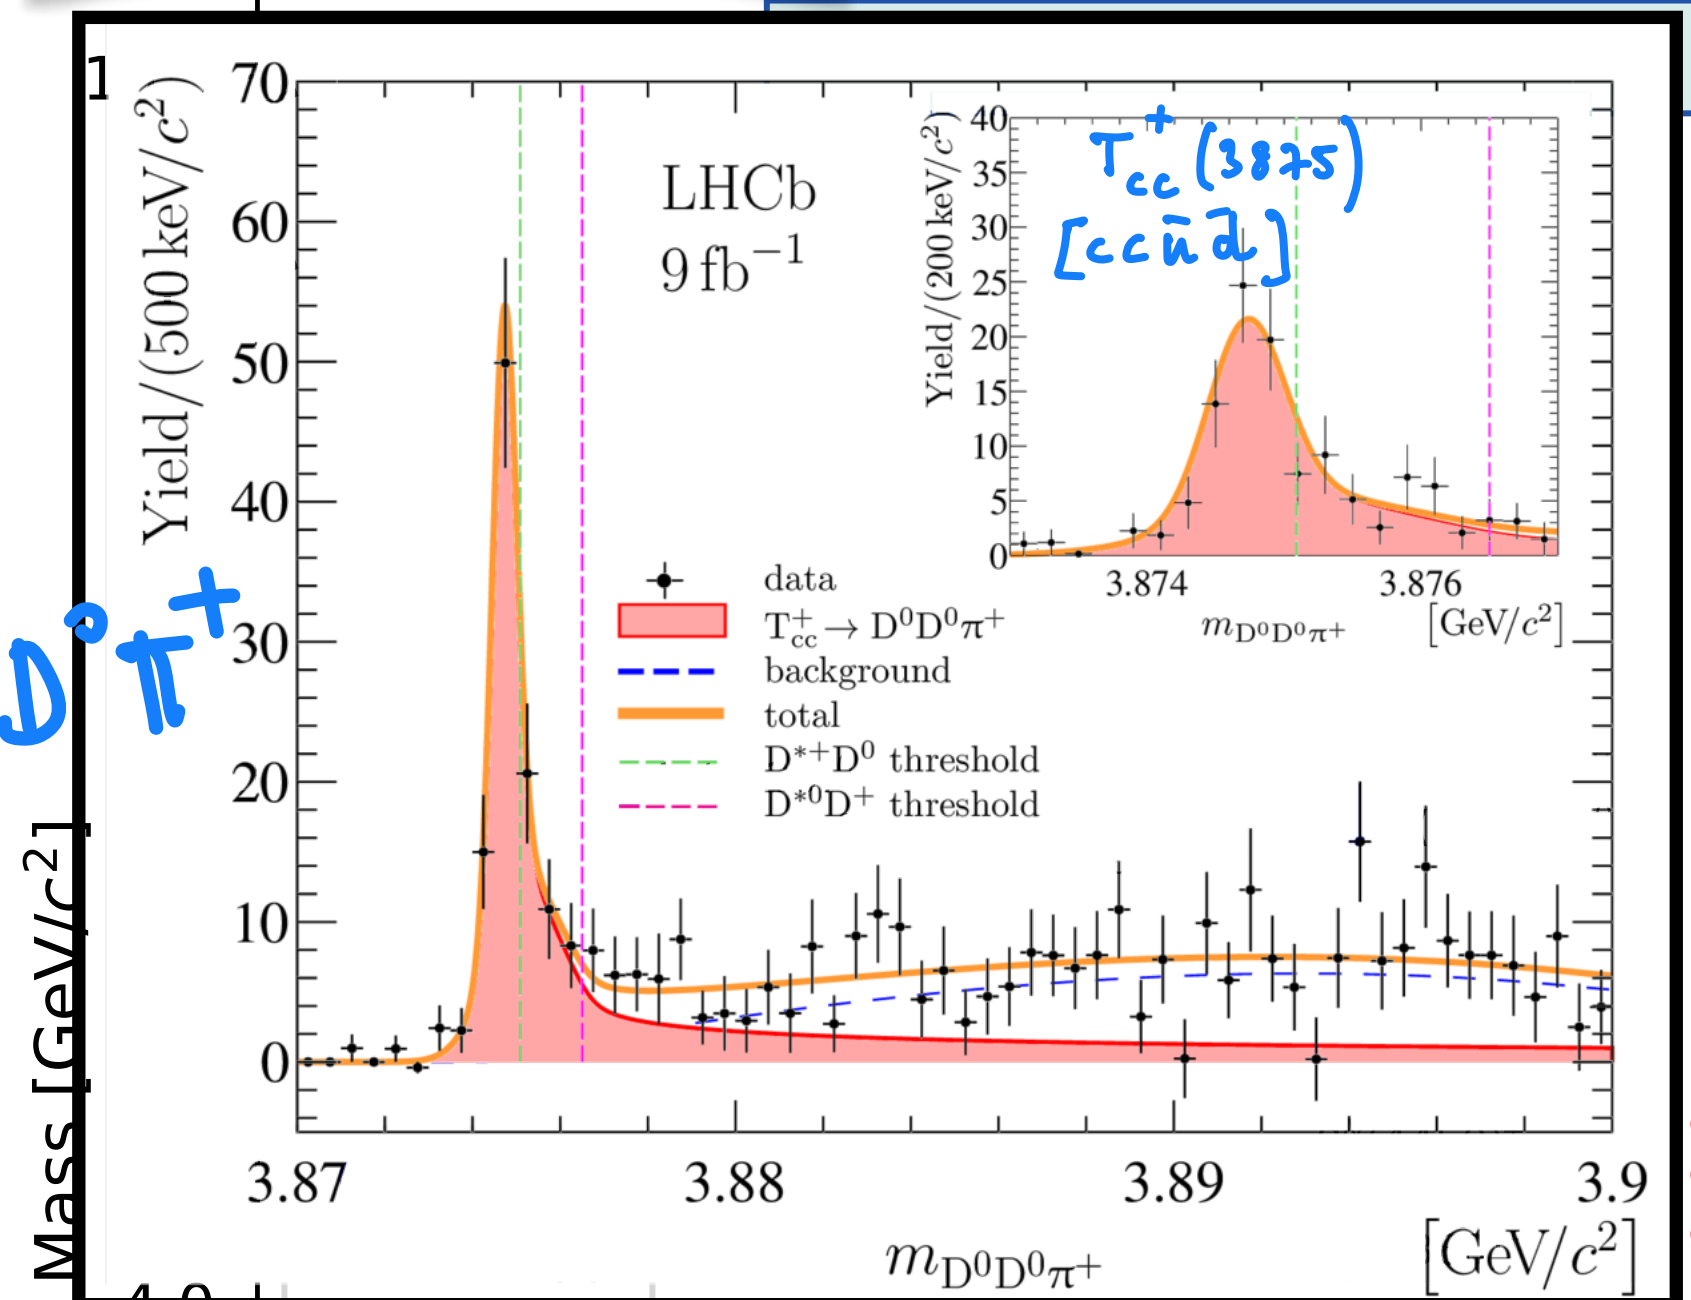 1
70
60
50
40
30
20
10
0
Yield/(500 keV/c²)
LHCb
9 fb⁻¹
40
35
30
25
20
15
10
5
0
Yield/(200 keV/c²)
T⁺cc (3875)
[ccūd̄]
3.874 3.876
m_D⁰D⁰π⁺ [GeV/c²]
data
T⁺cc → D⁰D⁰π⁺
background
total
D*⁺D⁰ threshold
D*⁰D⁺ threshold
D⁰π⁺
Mass [GeV/c²]
3.87 3.88 3.89 3.9
m_D⁰D⁰π⁺ [GeV/c²]